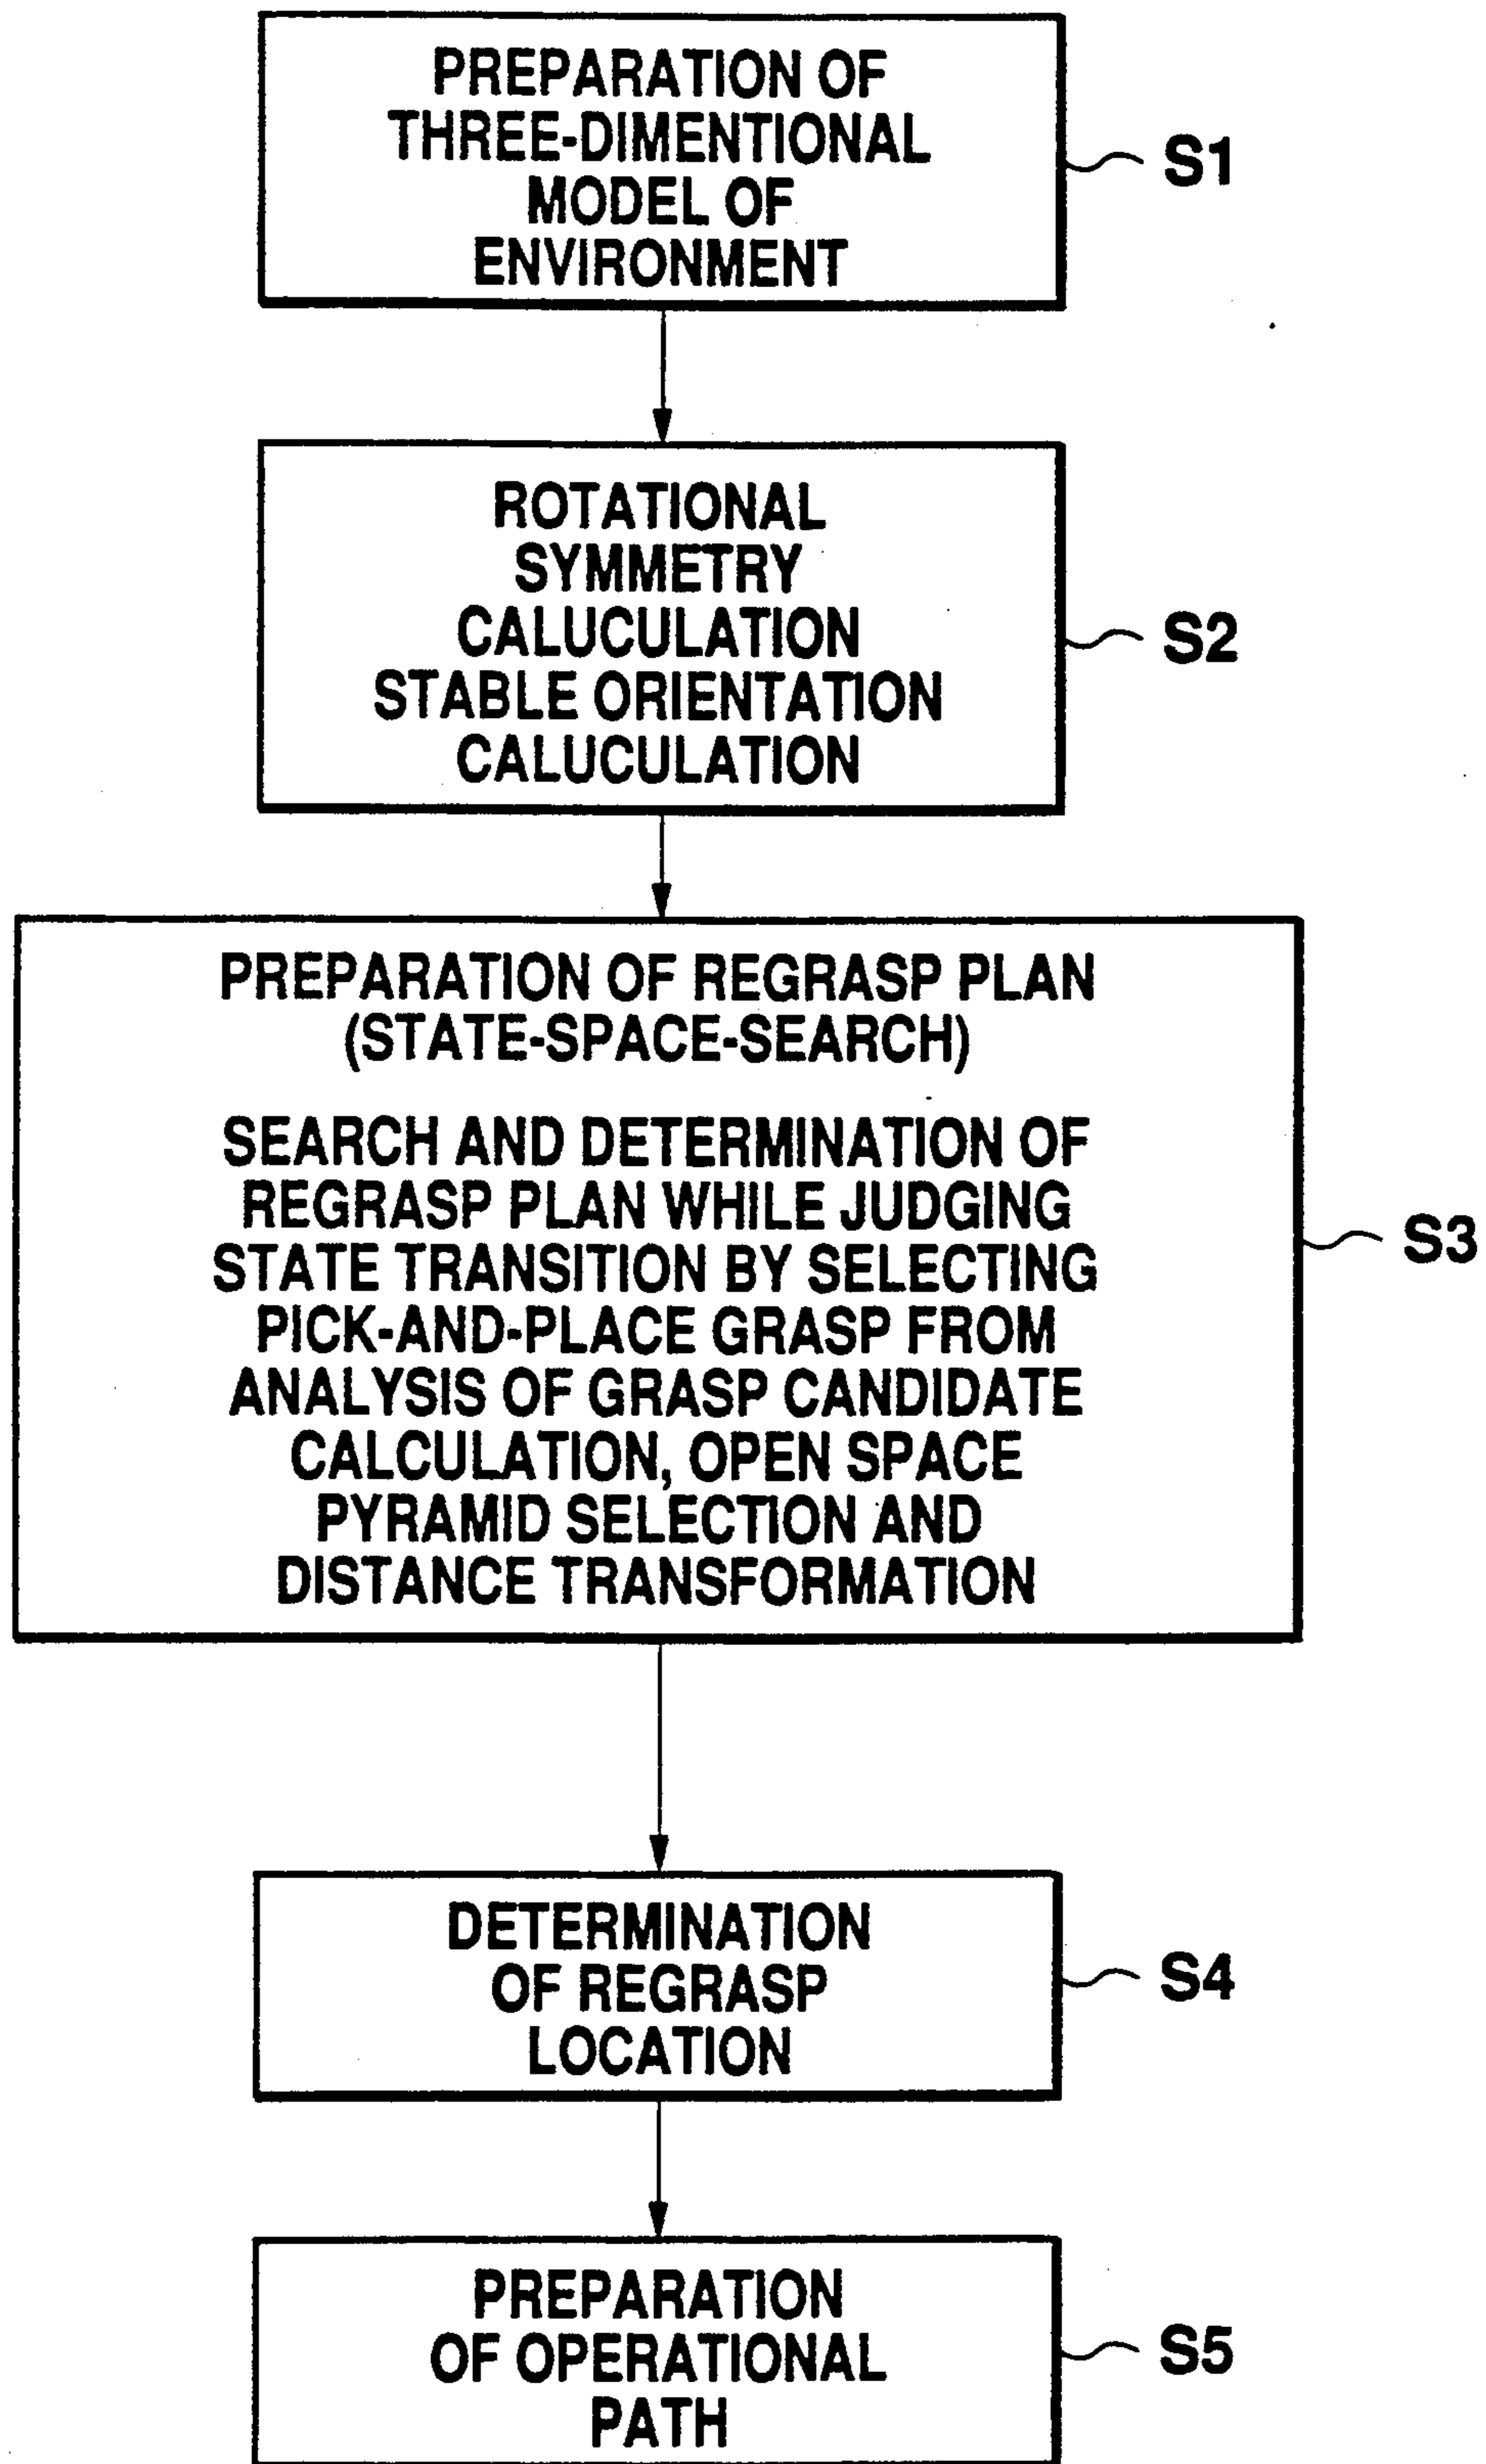 PREPARATION OF
THREE-DIMENTIONAL
MODEL OF
ENVIRONMENT
S1
ROTATIONAL
SYMMETRY
CALUCULATION
STABLE ORIENTATION
CALUCULATION
S2
PREPARATION OF REGRASP PLAN
(STATE-SPACE-SEARCH)
SEARCH AND DETERMINATION OF
REGRASP PLAN WHILE JUDGING
STATE TRANSITION BY SELECTING
PICK-AND-PLACE GRASP FROM
ANALYSIS OF GRASP CANDIDATE
CALCULATION, OPEN SPACE
PYRAMID SELECTION AND
DISTANCE TRANSFORMATION
S3
DETERMINATION
OF REGRASP
LOCATION
S4
PREPARATION
OF OPERATIONAL
PATH
S5